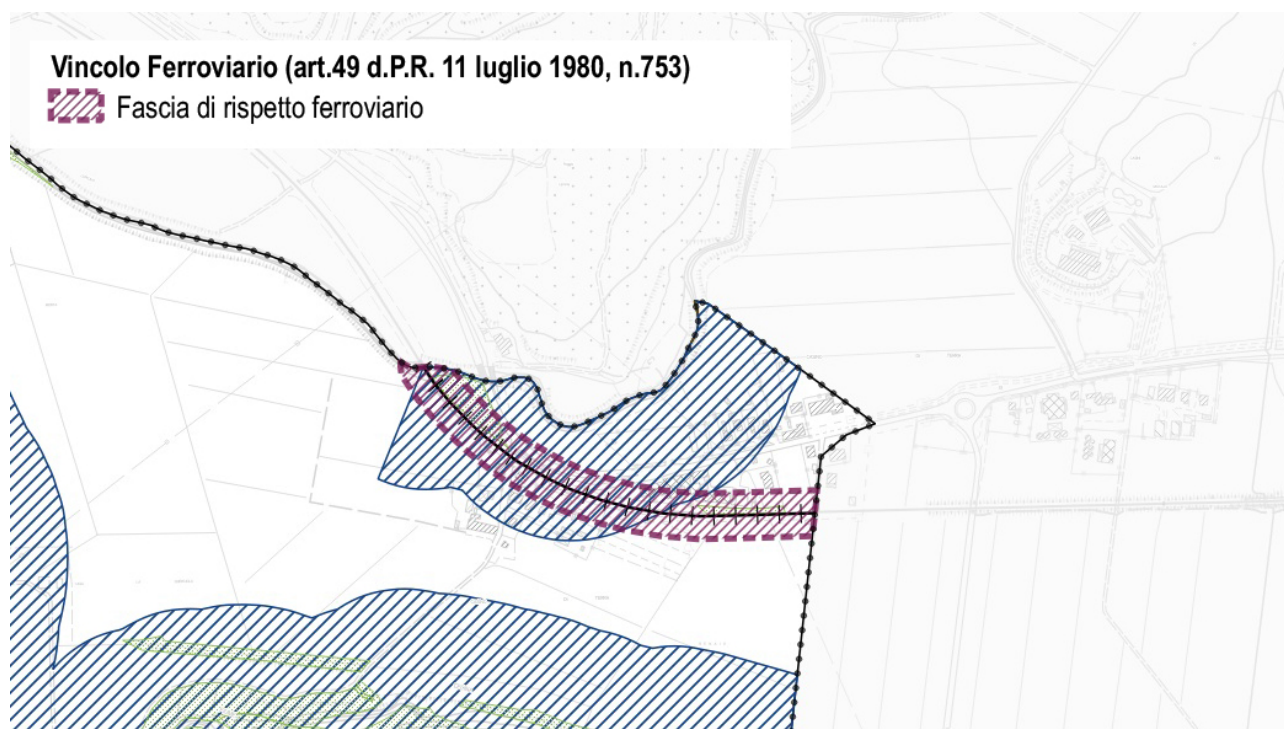 Vincolo Ferroviario (art.49 d.P.R. 11 luglio 1980, n.753)
Fascia di rispetto ferroviario